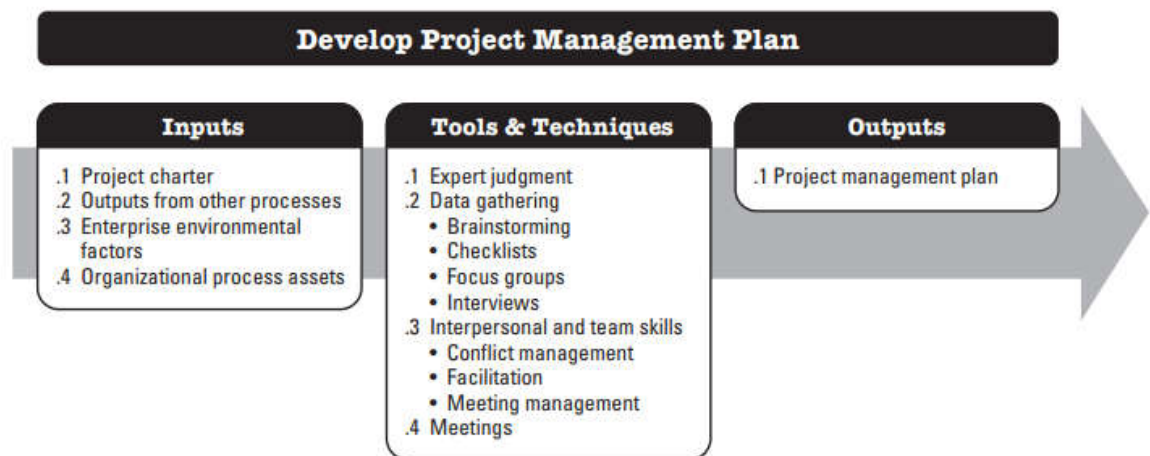 Develop Project Management Plan
Inputs
.1 Project charter
.2 Outputs from other processes
.3 Enterprise environmental
factors
.4 Organizational process assets
Tools & Techniques
.1 Expert judgment
.2 Data gathering
• Brainstorming
• Checklists
• Focus groups
• Interviews
.3 Interpersonal and team skills
• Conflict management
• Facilitation
• Meeting management
.4 Meetings
Outputs
.1 Project management plan